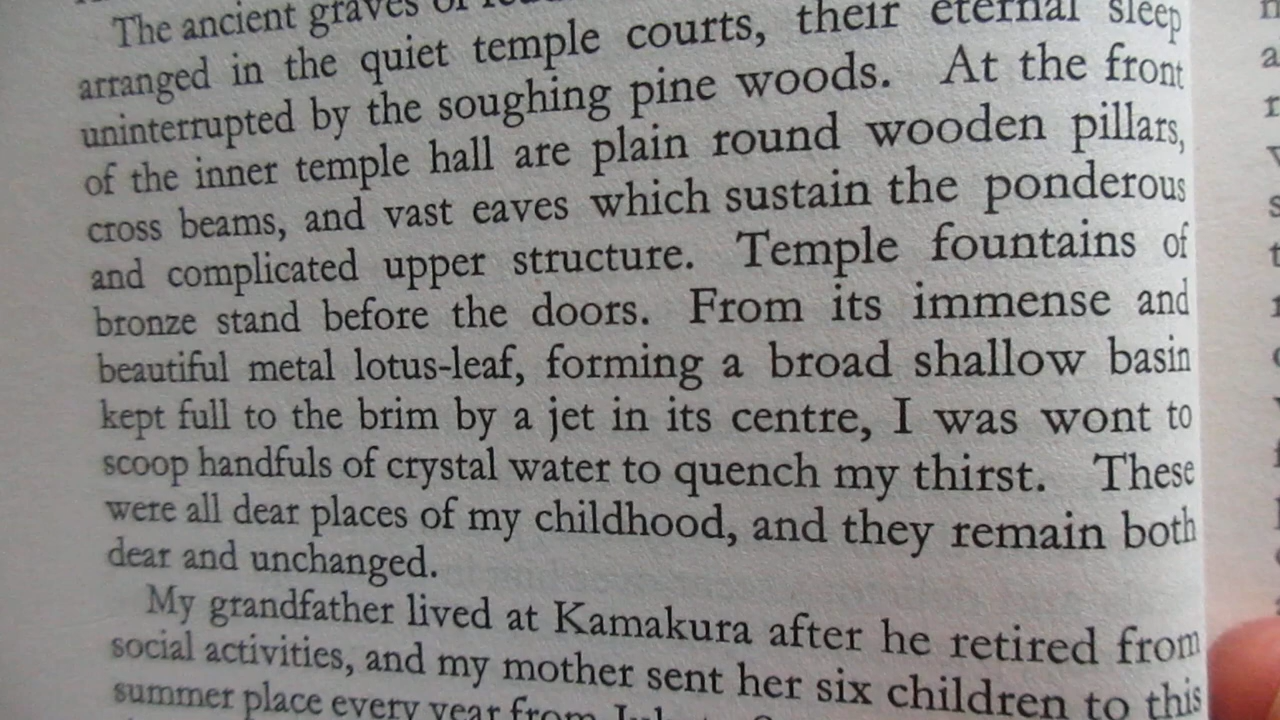 The ancient graves of
arranged in the quiet temple courts, their eternal sleep
uninterrupted by the soughing pine woods. At the front
of the inner temple hall are plain round wooden pillars,
cross beams, and vast eaves which sustain the ponderous
and complicated upper structure. Temple fountains of
bronze stand before the doors. From its immense and
beautiful metal lotus-leaf, forming a broad shallow basin
kept full to the brim by a jet in its centre, I was wont to
scoop handfuls of crystal water to quench my thirst. These
were all dear places of my childhood, and they remain both
dear and unchanged.
My grandfather lived at Kamakura after he retired from
social activities, and my mother sent her six children to this
summer place every year from